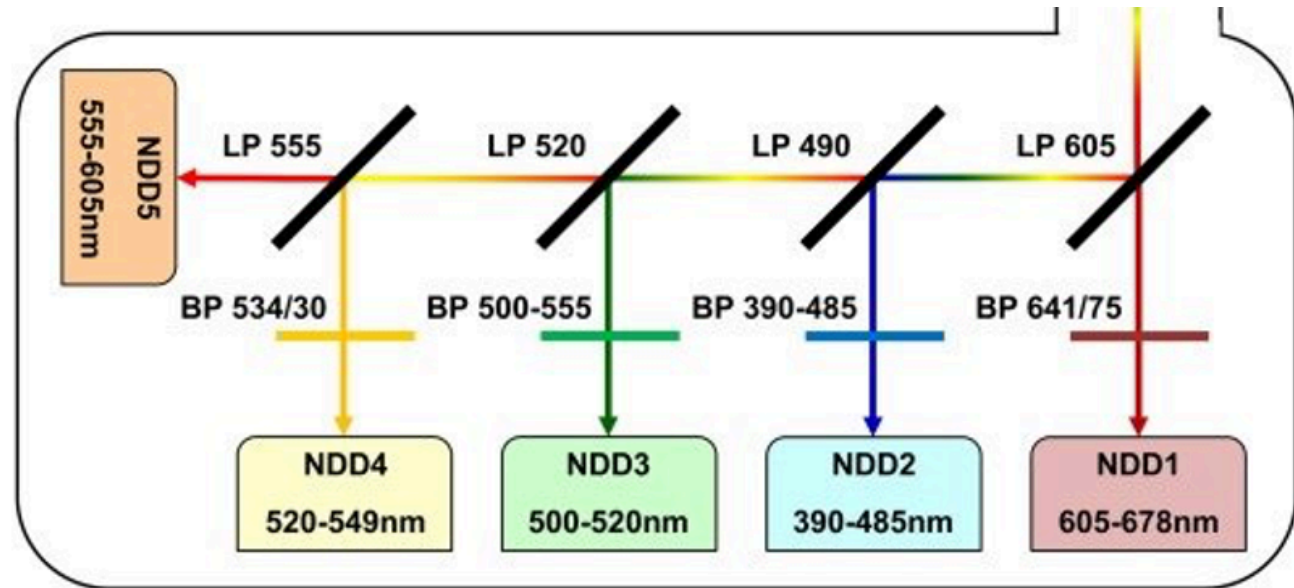 NDD5
555-605nm
LP 555
LP 520
LP 490
LP 605
BP 534/30
BP 500-555
BP 390-485
BP 641/75
NDD4
520-549nm
NDD3
500-520nm
NDD2
390-485nm
NDD1
605-678nm